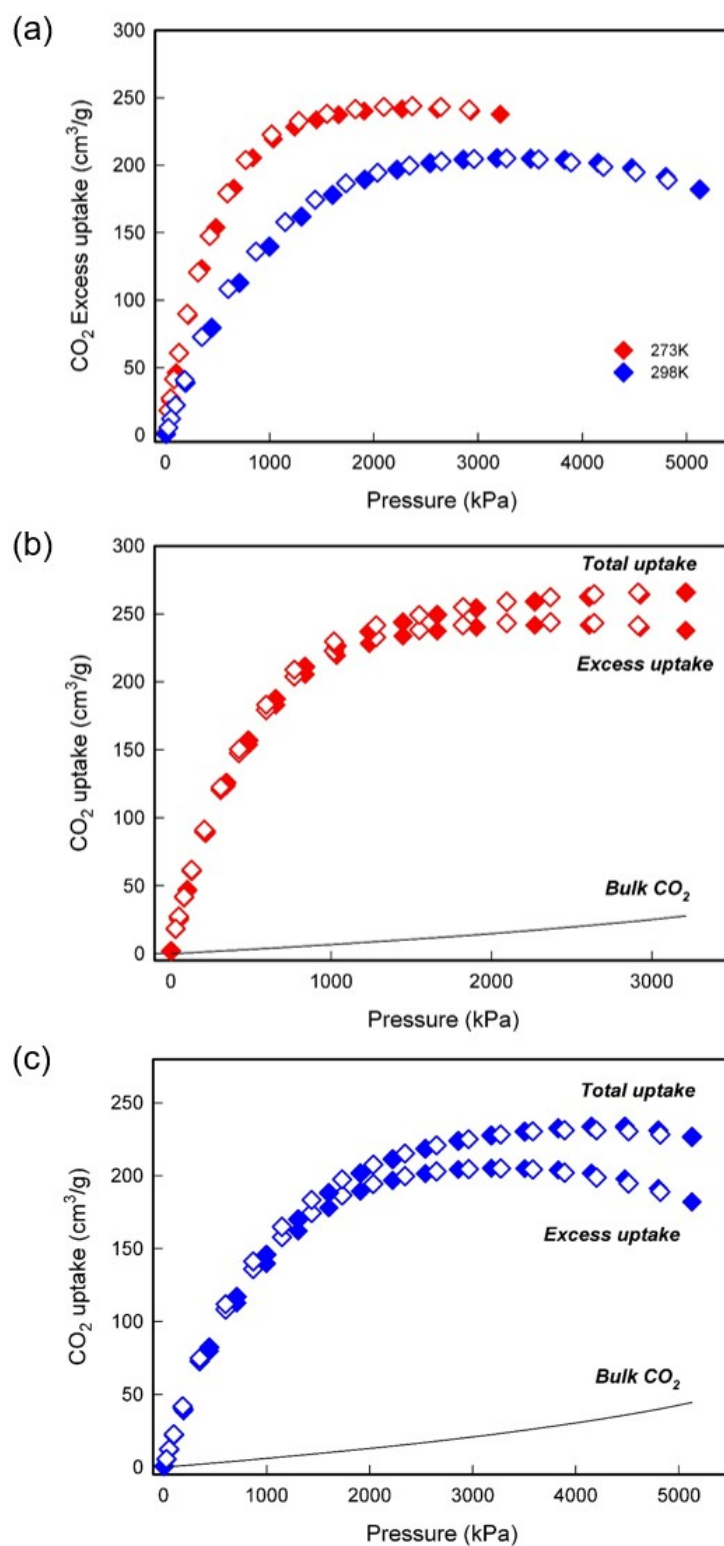 (a)
300
250
200
150
100
50
0
CO2 Excess uptake (cm3/g)
273K
298K
0 1000 2000 3000 4000 5000
Pressure (kPa)
(b)
300
250
200
150
100
50
0
CO2 uptake (cm3/g)
Total uptake
Excess uptake
Bulk CO2
0 1000 2000 3000
Pressure (kPa)
(c)
250
200
150
100
50
0
CO2 uptake (cm3/g)
Total uptake
Excess uptake
Bulk CO2
0 1000 2000 3000 4000 5000
Pressure (kPa)